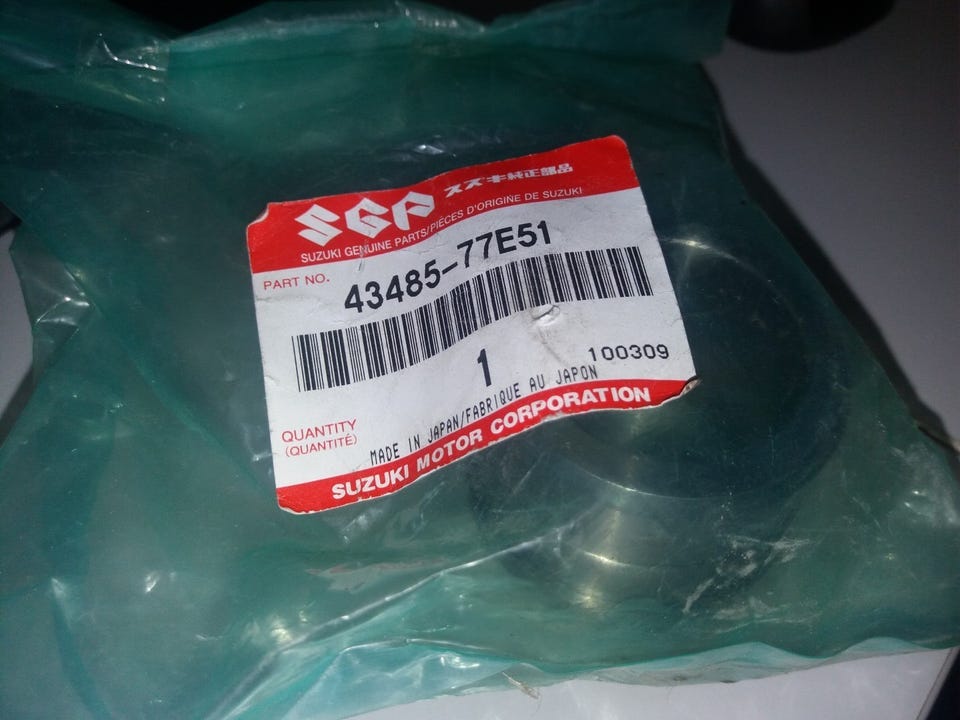 SGP スズキ純正部品
SUZUKI GENUINE PARTS/PIÈCES D'ORIGINE DE SUZUKI
PART NO. 43485-77E51
1 100309
QUANTITY
(QUANTITÉ)
MADE IN JAPAN/FABRIQUE AU JAPON
SUZUKI MOTOR CORPORATION